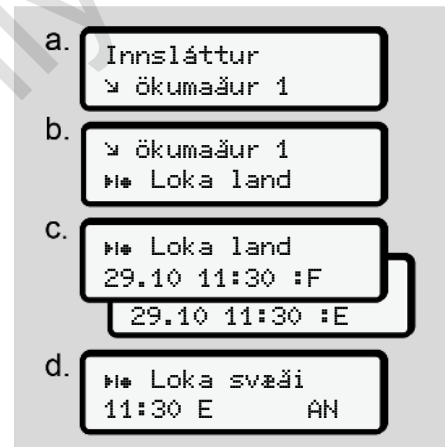 a.
Innsláttur
↘ ökumaður 1
b.
↘ ökumaður 1
Loka land
c.
Loka land
29.10 11:30 :F
29.10 11:30 :E
d.
Loka svæði
11:30 E AN